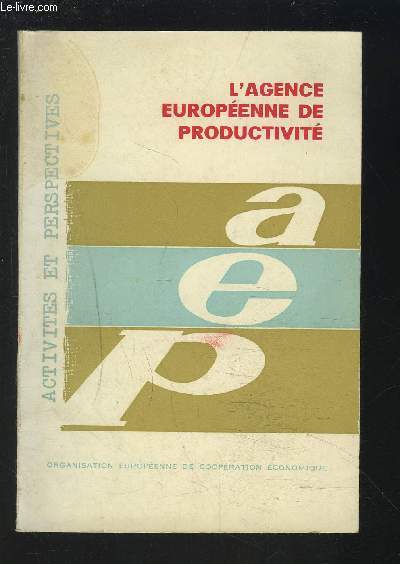 Le-livre.com
L'AGENCE
EUROPÉENNE DE
PRODUCTIVITÉ
ACTIVITES ET PERSPECTIVES
a
e
p
ORGANISATION EUROPÉENNE DE COOPÉRATION ÉCONOMIQUE